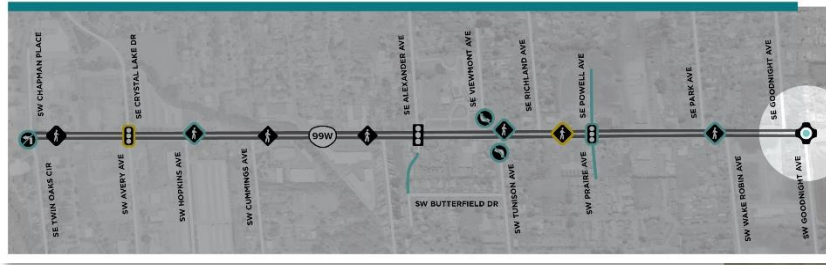 SW CHAPMAN PLACE
SE TWIN OAKS CIR
SE CRYSTAL LAKE DR
SW AVERY AVE
SW HOPKINS AVE
SW CUMMINGS AVE
99W
SE ALEXANDER AVE
SW BUTTERFIELD DR
SE VIEWMONT AVE
SE RICHLAND AVE
SW TUNISON AVE
SE POWELL AVE
SW PRAIRE AVE
SE PARK AVE
SW WAKE ROBIN AVE
SE GOODNIGHT AVE
SW GOODNIGHT AVE